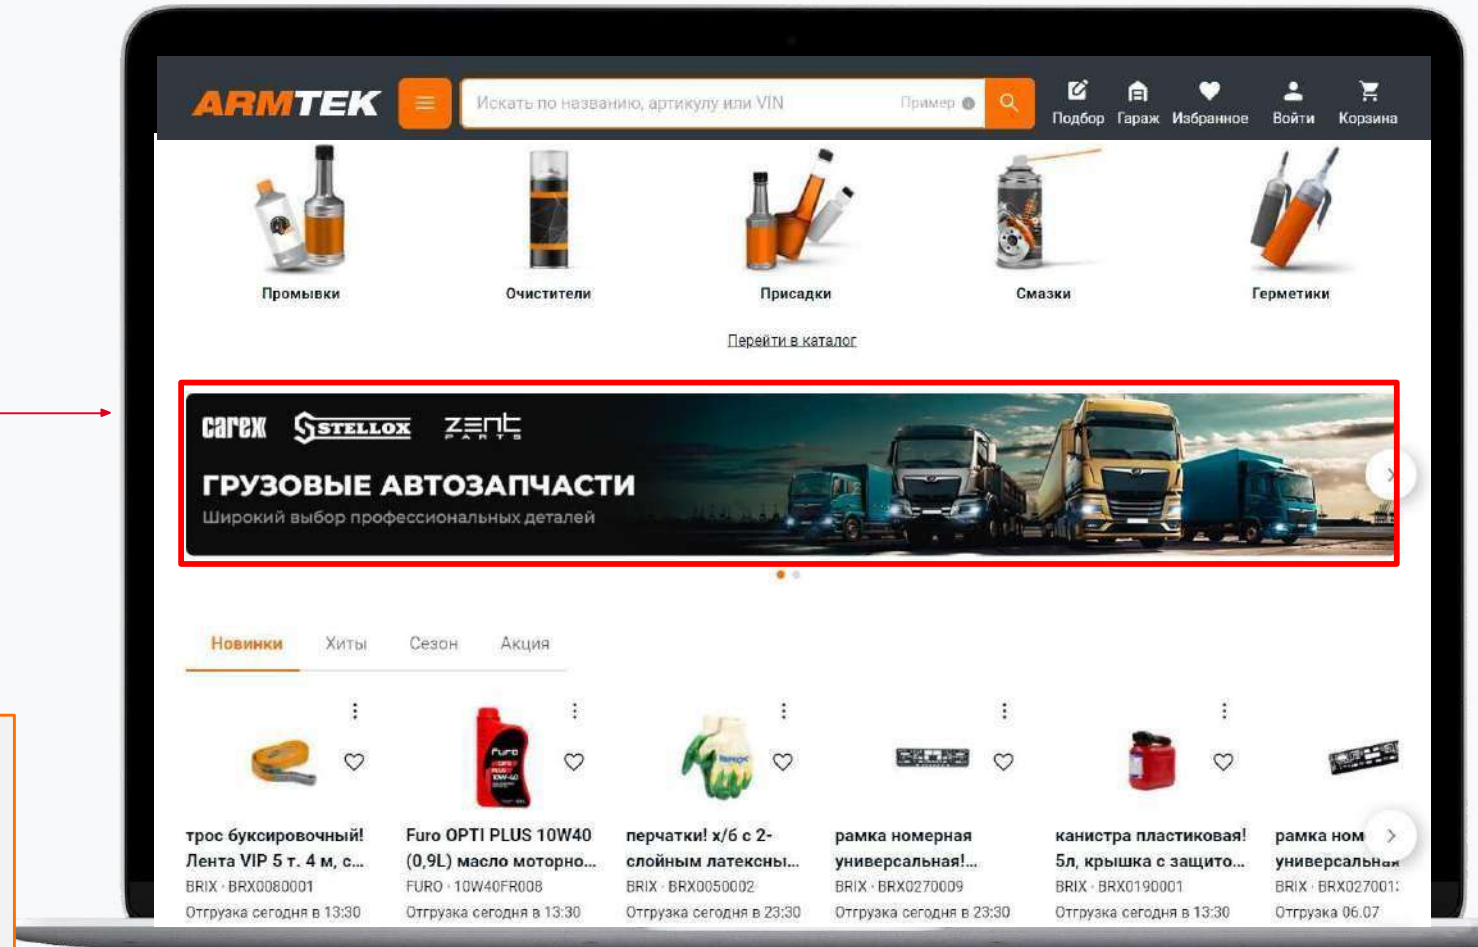 ARMTEK
Искать по названию, артикулу или VIN
Пример
Подбор
Гараж
Избранное
Войти
Корзина
Промывки
Очистители
Присадки
Смазки
Герметики
Перейти в каталог
carex
STELLOX
ZENT
PARTS
ГРУЗОВЫЕ АВТОЗАПЧАСТИ
Широкий выбор профессиональных деталей
Новинки
Хиты
Сезон
Акция
Furo
10W-40
трос буксировочный!
Лента VIP 5 т. 4 м, с...
BRIX · BRX0080001
Отгрузка сегодня в 13:30
Furo OPTI PLUS 10W40
(0,9L) масло моторно...
FURO · 10W40FR008
Отгрузка сегодня в 13:30
перчатки! х/б с 2-
слойным латексны...
BRIX · BRX0050002
Отгрузка сегодня в 23:30
рамка номерная
универсальная!...
BRIX · BRX0270009
Отгрузка сегодня в 23:30
канистра пластиковая!
5л, крышка с защито...
BRIX · BRX0190001
Отгрузка сегодня в 13:30
рамка ном
универсальная
BRIX · BRX027001
Отгрузка 06.07